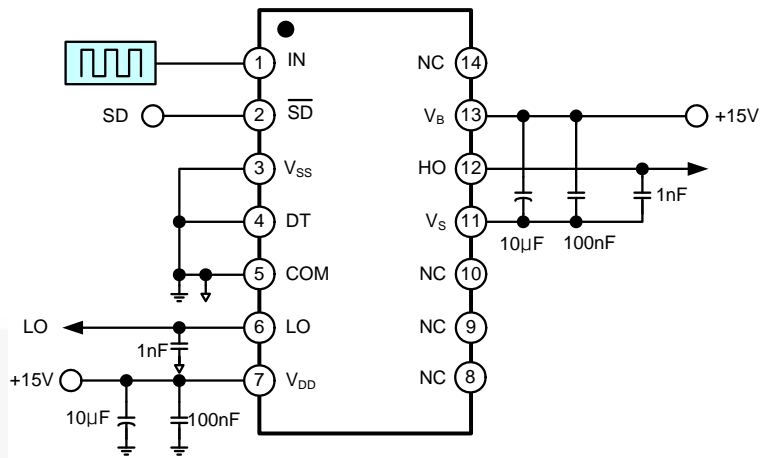 1 IN
NC 14
SD
2 S̅D̅
V_B 13
+15V
3 V_SS
HO 12
1nF
4 DT
V_S 11
10µF
100nF
5 COM
NC 10
LO
6 LO
NC 9
1nF
+15V
7 V_DD
NC 8
10µF
100nF